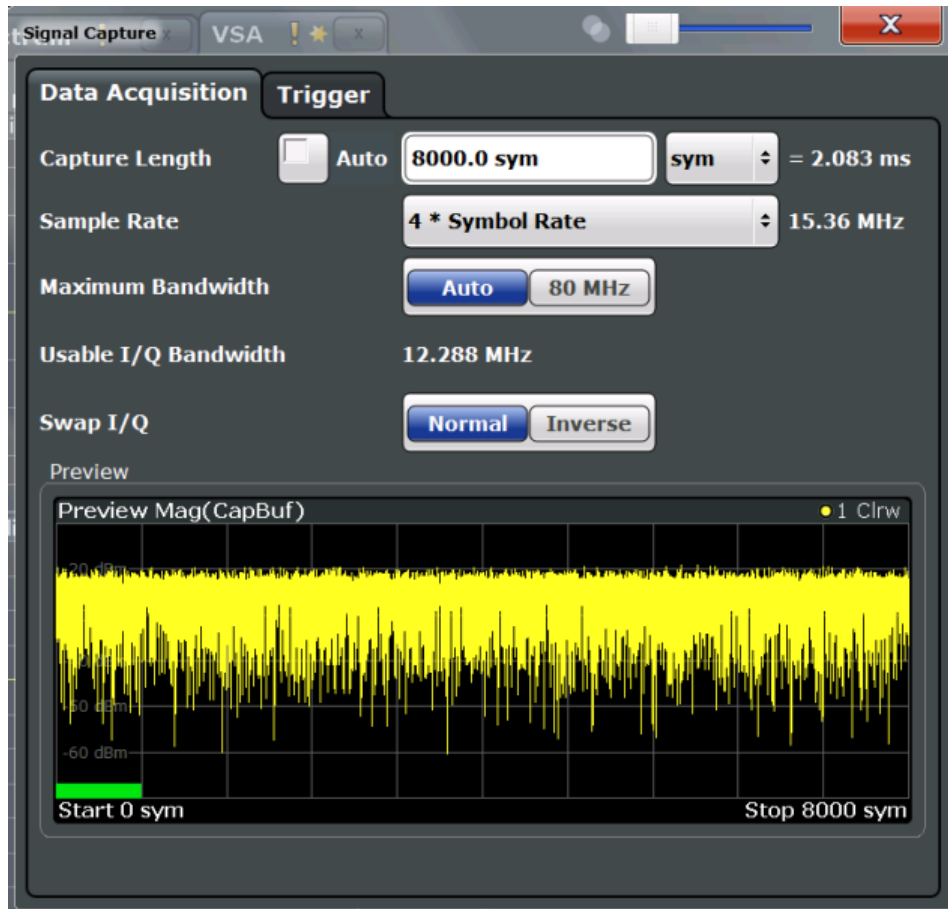 Signal Capture
VSA
Data Acquisition Trigger
Capture Length Auto 8000.0 sym sym = 2.083 ms
Sample Rate 4 * Symbol Rate 15.36 MHz
Maximum Bandwidth Auto 80 MHz
Usable I/Q Bandwidth 12.288 MHz
Swap I/Q Normal Inverse
Preview
Preview Mag(CapBuf) 1 Clrw
-20 dBm
-60 dBm
Start 0 sym Stop 8000 sym